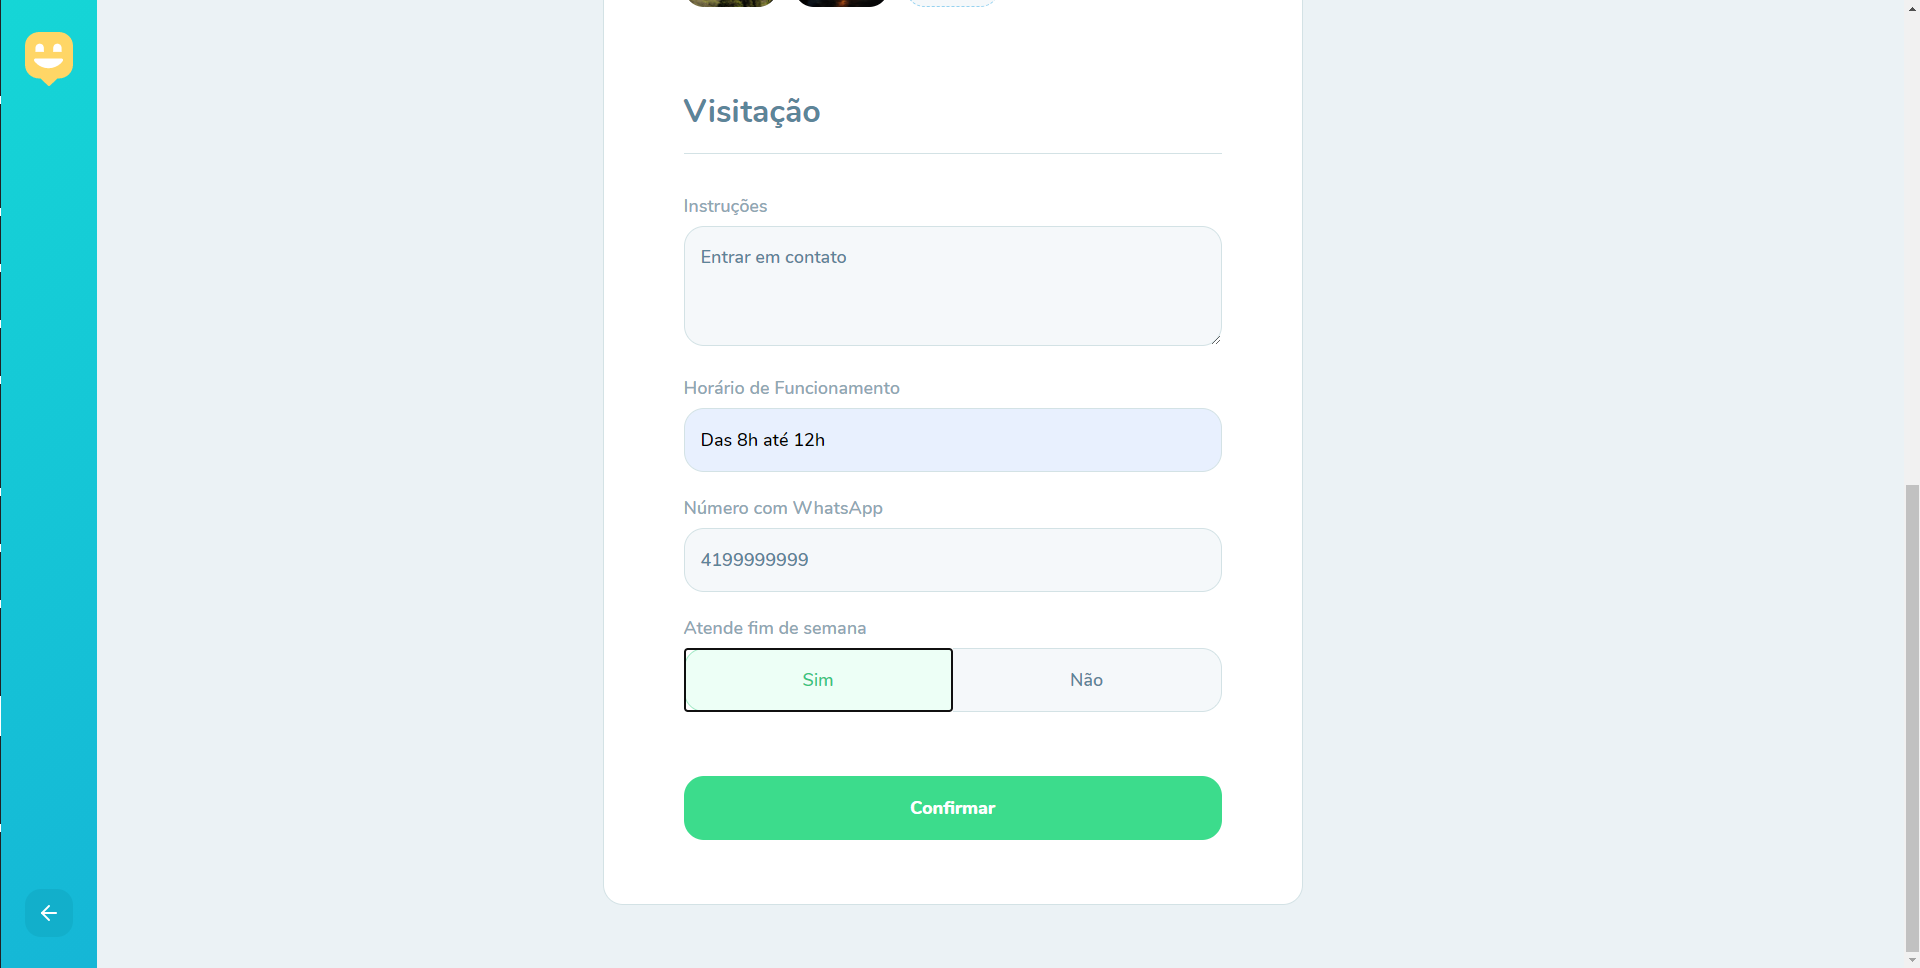 Visitação
Instruções
Entrar em contato
Horário de Funcionamento
Das 8h até 12h
Número com WhatsApp
4199999999
Atende fim de semana
Sim
Não
Confirmar